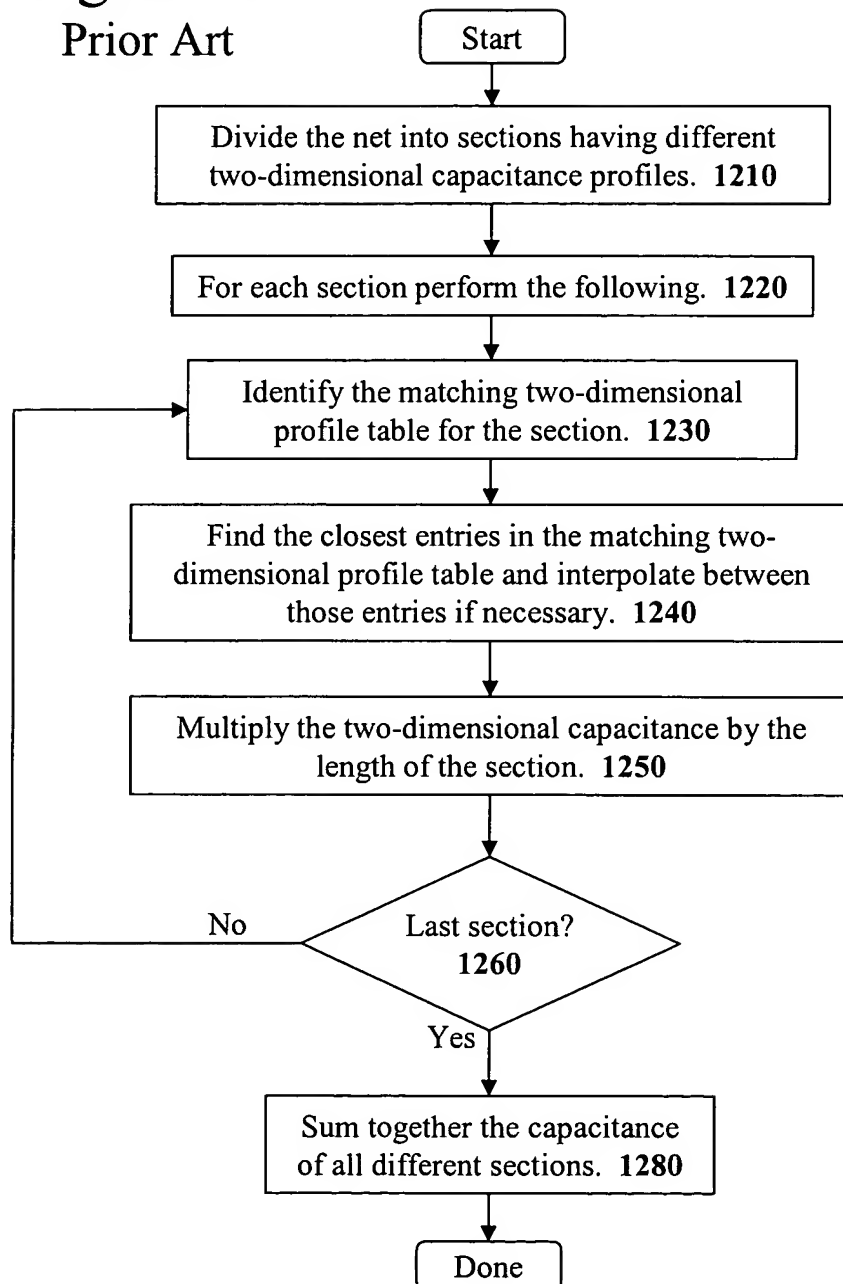 Prior Art
Start
Divide the net into sections having different
two-dimensional capacitance profiles. 1210
For each section perform the following. 1220
Identify the matching two-dimensional
profile table for the section. 1230
Find the closest entries in the matching two-
dimensional profile table and interpolate between
those entries if necessary. 1240
Multiply the two-dimensional capacitance by the
length of the section. 1250
No
Last section?
1260
Yes
Sum together the capacitance
of all different sections. 1280
Done